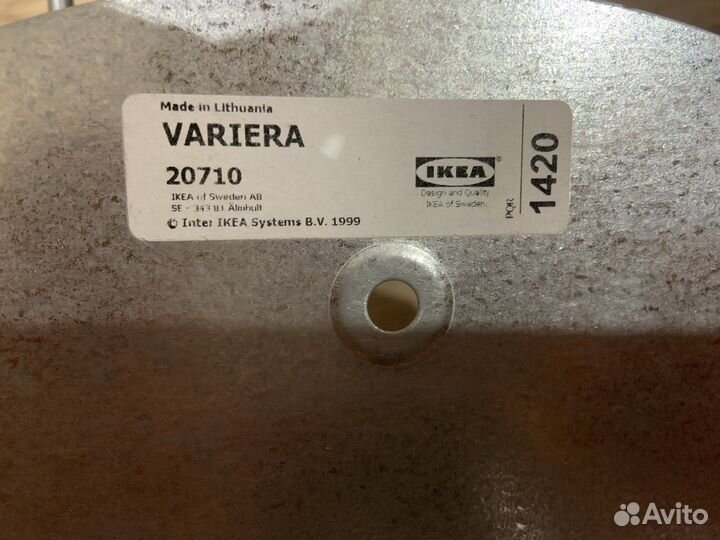 Made in Lithuania
VARIERA
20710
IKEA of Sweden AB
SE - 343 81 Älmhult
© Inter IKEA Systems B.V. 1999
IKEA
Design and Quality
IKEA of Sweden
PQR
1420
Avito